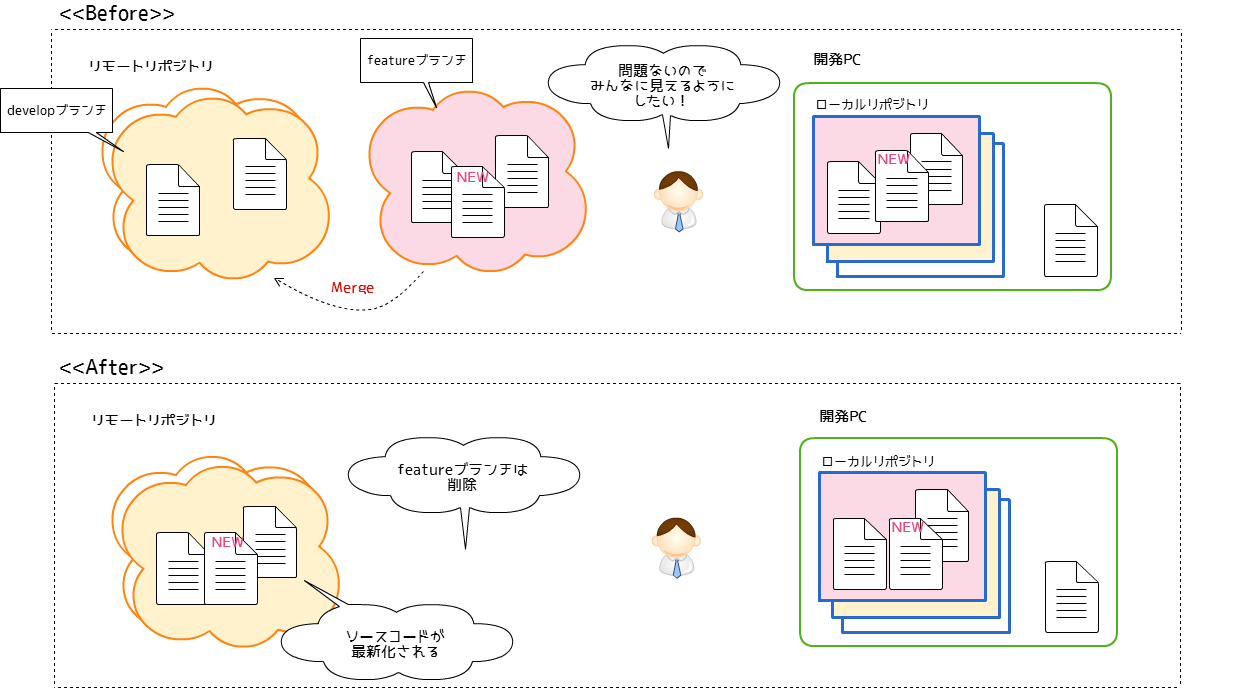 <<Before>>
リモートリポジトリ
developブランチ
featureブランチ
問題ないので
みんなに見えるように
したい！
開発PC
ローカルリポジトリ
NEW
NEW
Merge
<<After>>
リモートリポジトリ
featureブランチは
削除
開発PC
ローカルリポジトリ
NEW
NEW
ソースコードが
最新化される